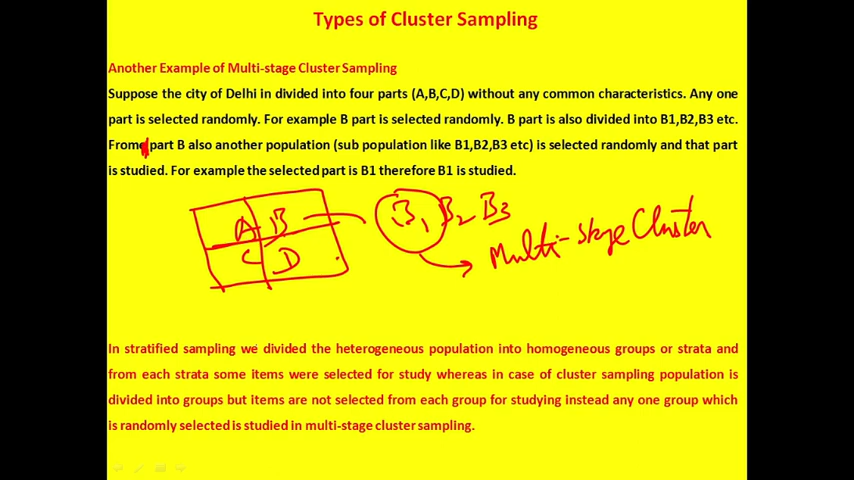 Types of Cluster Sampling
Another Example of Multi-stage Cluster Sampling
Suppose the city of Delhi in divided into four parts (A,B,C,D) without any common characteristics. Any one
part is selected randomly. For example B part is selected randomly. B part is also divided into B1,B2,B3 etc.
From part B also another population (sub population like B1,B2,B3 etc) is selected randomly and that part
is studied. For example the selected part is B1 therefore B1 is studied.
A B
C D
B1 B2 B3
Multi-stage Cluster
In stratified sampling we divided the heterogeneous population into homogeneous groups or strata and
from each strata some items were selected for study whereas in case of cluster sampling population is
divided into groups but items are not selected from each group for studying instead any one group which
is randomly selected is studied in multi-stage cluster sampling.